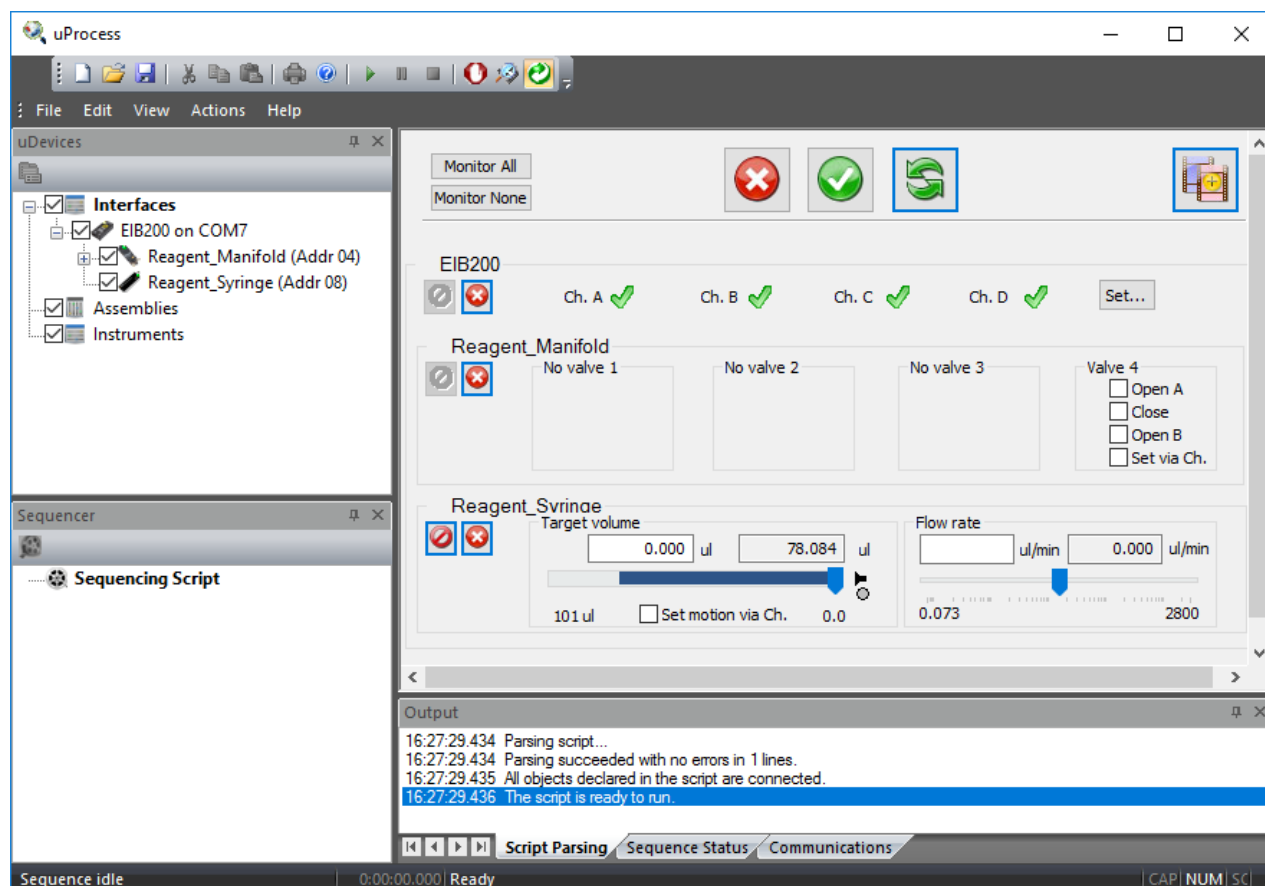 uProcess
File Edit View Actions Help
uDevices
Interfaces
EIB200 on COM7
Reagent_Manifold (Addr 04)
Reagent_Syringe (Addr 08)
Assemblies
Instruments
Sequencer
Sequencing Script
Monitor All
Monitor None
EIB200
Ch. A Ch. B Ch. C Ch. D Set...
Reagent_Manifold
No valve 1 No valve 2 No valve 3 Valve 4
Open A
Close
Open B
Set via Ch.
Reagent_Syringe
Target volume Flow rate
0.000 ul 78.084 ul ul/min 0.000 ul/min
101 ul Set motion via Ch. 0.0 0.073 2800
Output
16:27:29.434 Parsing script...
16:27:29.434 Parsing succeeded with no errors in 1 lines.
16:27:29.435 All objects declared in the script are connected.
16:27:29.436 The script is ready to run.
Script Parsing Sequence Status Communications
Sequence idle 0:00:00.000 Ready CAP NUM SC